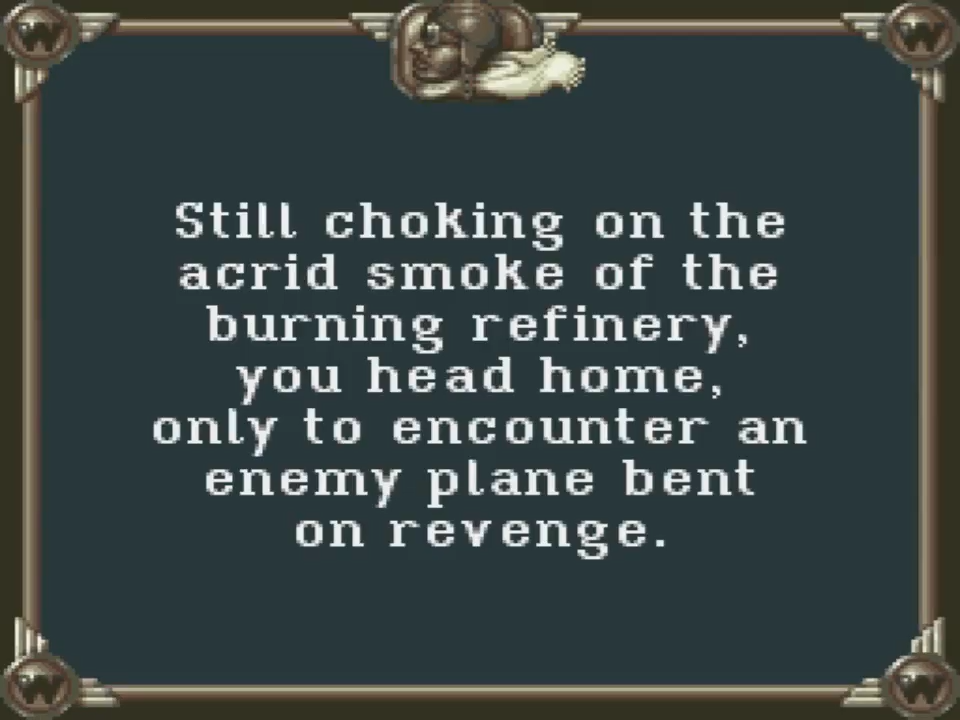 Still choking on the
acrid smoke of the
burning refinery,
you head home,
only to encounter an
enemy plane bent
on revenge.
W
W
W
W